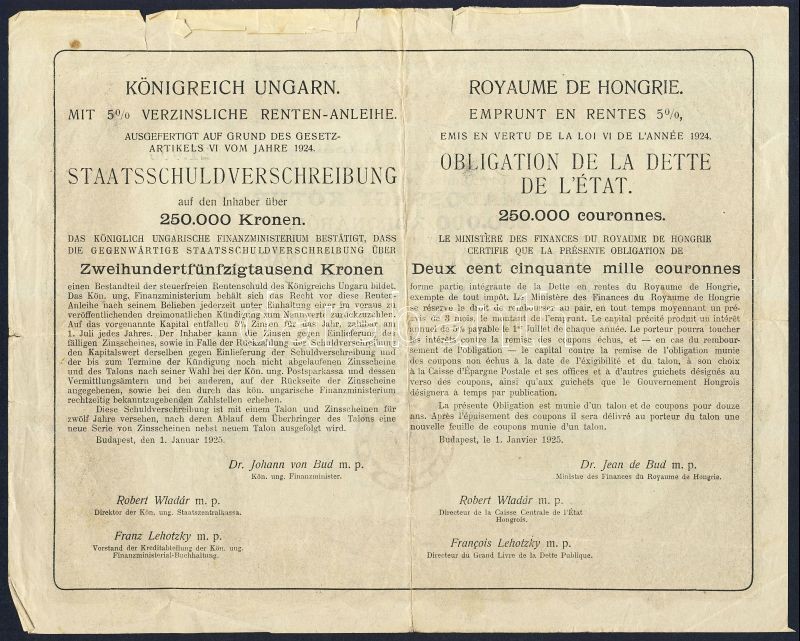 KÖNIGREICH UNGARN.
MIT 5% VERZINSLICHE RENTEN-ANLEIHE.
AUSGEFERTIGT AUF GRUND DES GESETZ-
ARTIKELS VI VOM JAHRE 1924.
STAATSSCHULDVERSCHREIBUNG
auf den Inhaber über
250.000 Kronen.
DAS KÖNIGLICH UNGARISCHE FINANZMINISTERIUM BESTÄTIGT, DASS
DIE GEGENWÄRTIGE STAATSSCHULDVERSCHREIBUNG ÜBER
Zweihundertfünfzigtausend Kronen
einen Bestandteil der steuerfreien Rentenschuld des Königreichs Ungarn bildet.
Das Kön. ung. Finanzministerium behält sich das Recht vor diese Renten-
Anleihe nach seinem Belieben jederzeit unter Einhaltung einer im voraus zu
veröffentlichenden dreimonatlichen Kündigung zum Nennwerte zurückzuzahlen.
Auf das vorgenannte Kapital entfallen 5% Zinsen für das Jahr, zahlbar am
1. Juli jedes Jahres. Der Inhaber kann die Zinsen gegen Einlieferung des
fälligen Zinsscheines, sowie in Falle der Rückzahlung der Schuldverschreibung
den Kapitalswert derselben gegen Einlieferung der Schuldverschreibung und
der bis zum Termine der Kündigung noch nicht abgelaufenen Zinsscheine
und des Talons nach seiner Wahl bei der Kön. ung. Postsparkassa und dessen
Vermittlungsämtern und bei anderen, auf der Rückseite der Zinsscheine
angegebenen, sowie bei den durch das kön. ungarische Finanzministerium
rechtzeitig bekanntzugehenden Zahlstellen erheben.
Diese Schuldverschreibung ist mit einem Talon und Zinsscheinen für
zwölf Jahre versehen, nach deren Ablauf dem Überbringer des Talons eine
neue Serie von Zinsscheinen nebst neuem Talon ausgefolgt wird.
Budapest, den 1. Januar 1925.
Dr. Johann von Bud m. p.
Kön. ung. Finanzminister.
Robert Wladár m. p.
Direktor der Kön. ung. Staatszentralkassa.
Franz Lehotzky m. p.
Vorstand der Kreditabteilung der Kön. ung.
Finanzministerial-Buchhaltung.
ROYAUME DE HONGRIE.
EMPRUNT EN RENTES 5%,
EMIS EN VERTU DE LA LOI VI DE L'ANNÉE 1924.
OBLIGATION DE LA DETTE
DE L'ÉTAT.
250.000 couronnes.
LE MINISTÈRE DES FINANCES DU ROYAUME DE HONGRIE
CERTIFIE QUE LA PRÉSENTE OBLIGATION DE
Deux cent cinquante mille couronnes
forme partie intégrante de la Dette en rentes du Royaume de Hongrie,
exempte de tout impôt. Le Ministère des Finances du Royaume de Hongrie
se réserve le droit de rembourser au pair, en tout temps moyennant un pré-
avis de 3 mois, le montant de l'emprunt. Le capital précité produit un intérêt
annuel de 5% payable le 1er Juillet de chaque année. Le porteur pourra toucher
les intérêts contre la remise des coupons échus, et — en cas du rembour-
sement de l'obligation — le capital contre la remise de l'obligation munie
des coupons non échus à la date de l'éxigibilité et du talon, à son choix
à la Caisse d'Épargne Postale et ses offices et à d'autres guichets désignés au
verso des coupons, ainsi qu'aux guichets que le Gouvernement Hongrois
désignera à temps par publication.
La présente Obligation est munie d'un talon et de coupons pour douze
ans. Après l'épuisement des coupons il sera délivré au porteur du talon une
nouvelle feuille de coupons munie d'un talon.
Budapest, le 1. Janvier 1925.
Dr. Jean de Bud m. p.
Ministre des Finances du Royaume de Hongrie.
Robert Wladár m. p.
Directeur de la Caisse Centrale de l'État
Hongrois.
François Lehotzky m. p.
Directeur du Grand Livre de la Dette Publique.